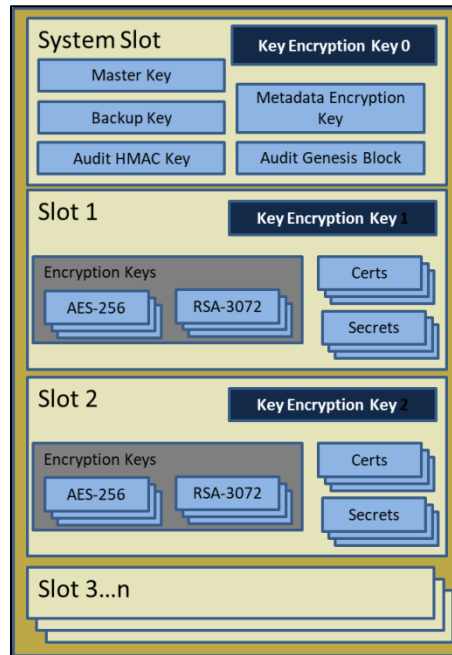 System Slot
Key Encryption Key 0
Master Key
Metadata Encryption
Key
Backup Key
Audit HMAC Key
Audit Genesis Block
Slot 1
Key Encryption Key 1
Encryption Keys
AES-256
RSA-3072
Certs
Secrets
Slot 2
Key Encryption Key 2
Encryption Keys
AES-256
RSA-3072
Certs
Secrets
Slot 3...n